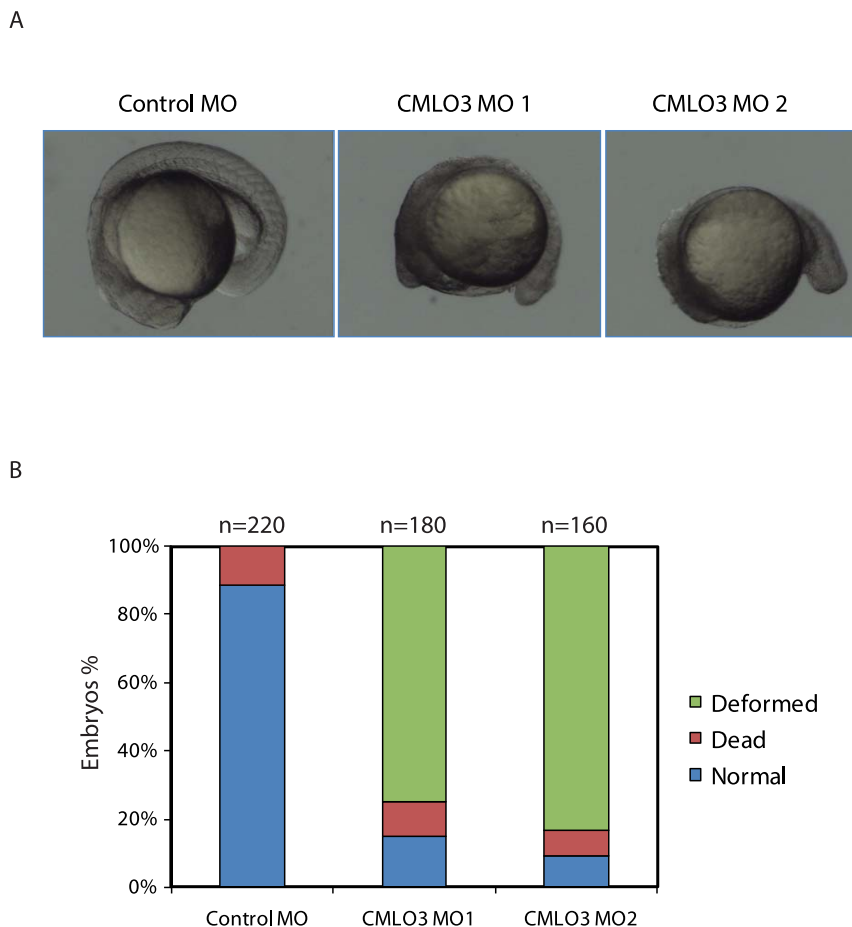 A
Control MO
CMLO3 MO 1
CMLO3 MO 2
B
n=220
n=180
n=160
100%
80%
60%
40%
20%
0%
Embryos %
Deformed
Dead
Normal
Control MO
CMLO3 MO1
CMLO3 MO2